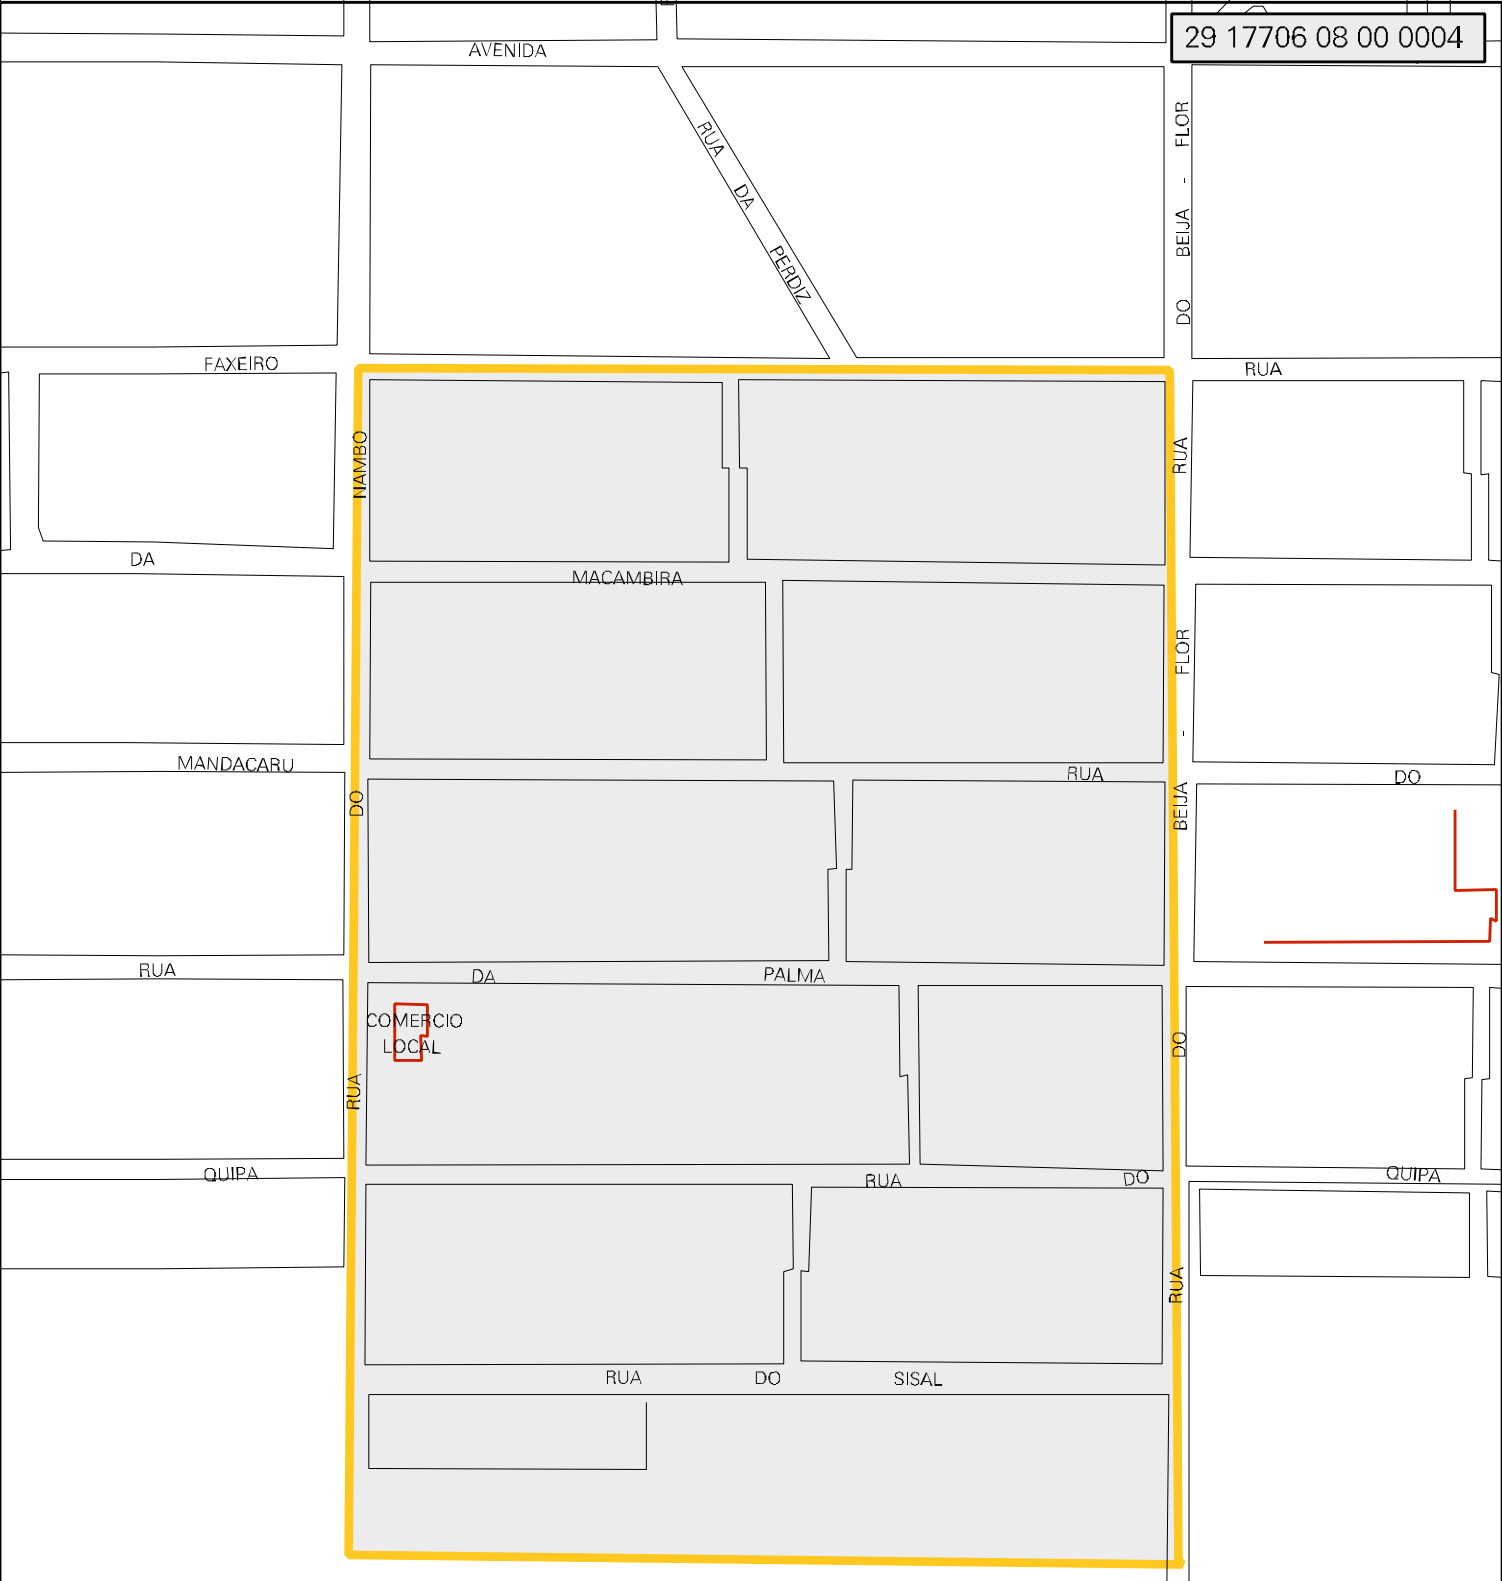 29 17706 08 00 0004
AVENIDA
RUA DA PERDIZ
FLOR
-
BEIJA
DO
FAXEIRO
RUA
NAMBO
RUA
DA
MACAMBIRA
FLOR
-
MANDACARU
RUA
DO
DO
BEIJA
RUA
DA
PALMA
COMERCIO
LOCAL
DO
RUA
QUIPA
RUA
DO
QUIPA
RUA
RUA DO SISAL